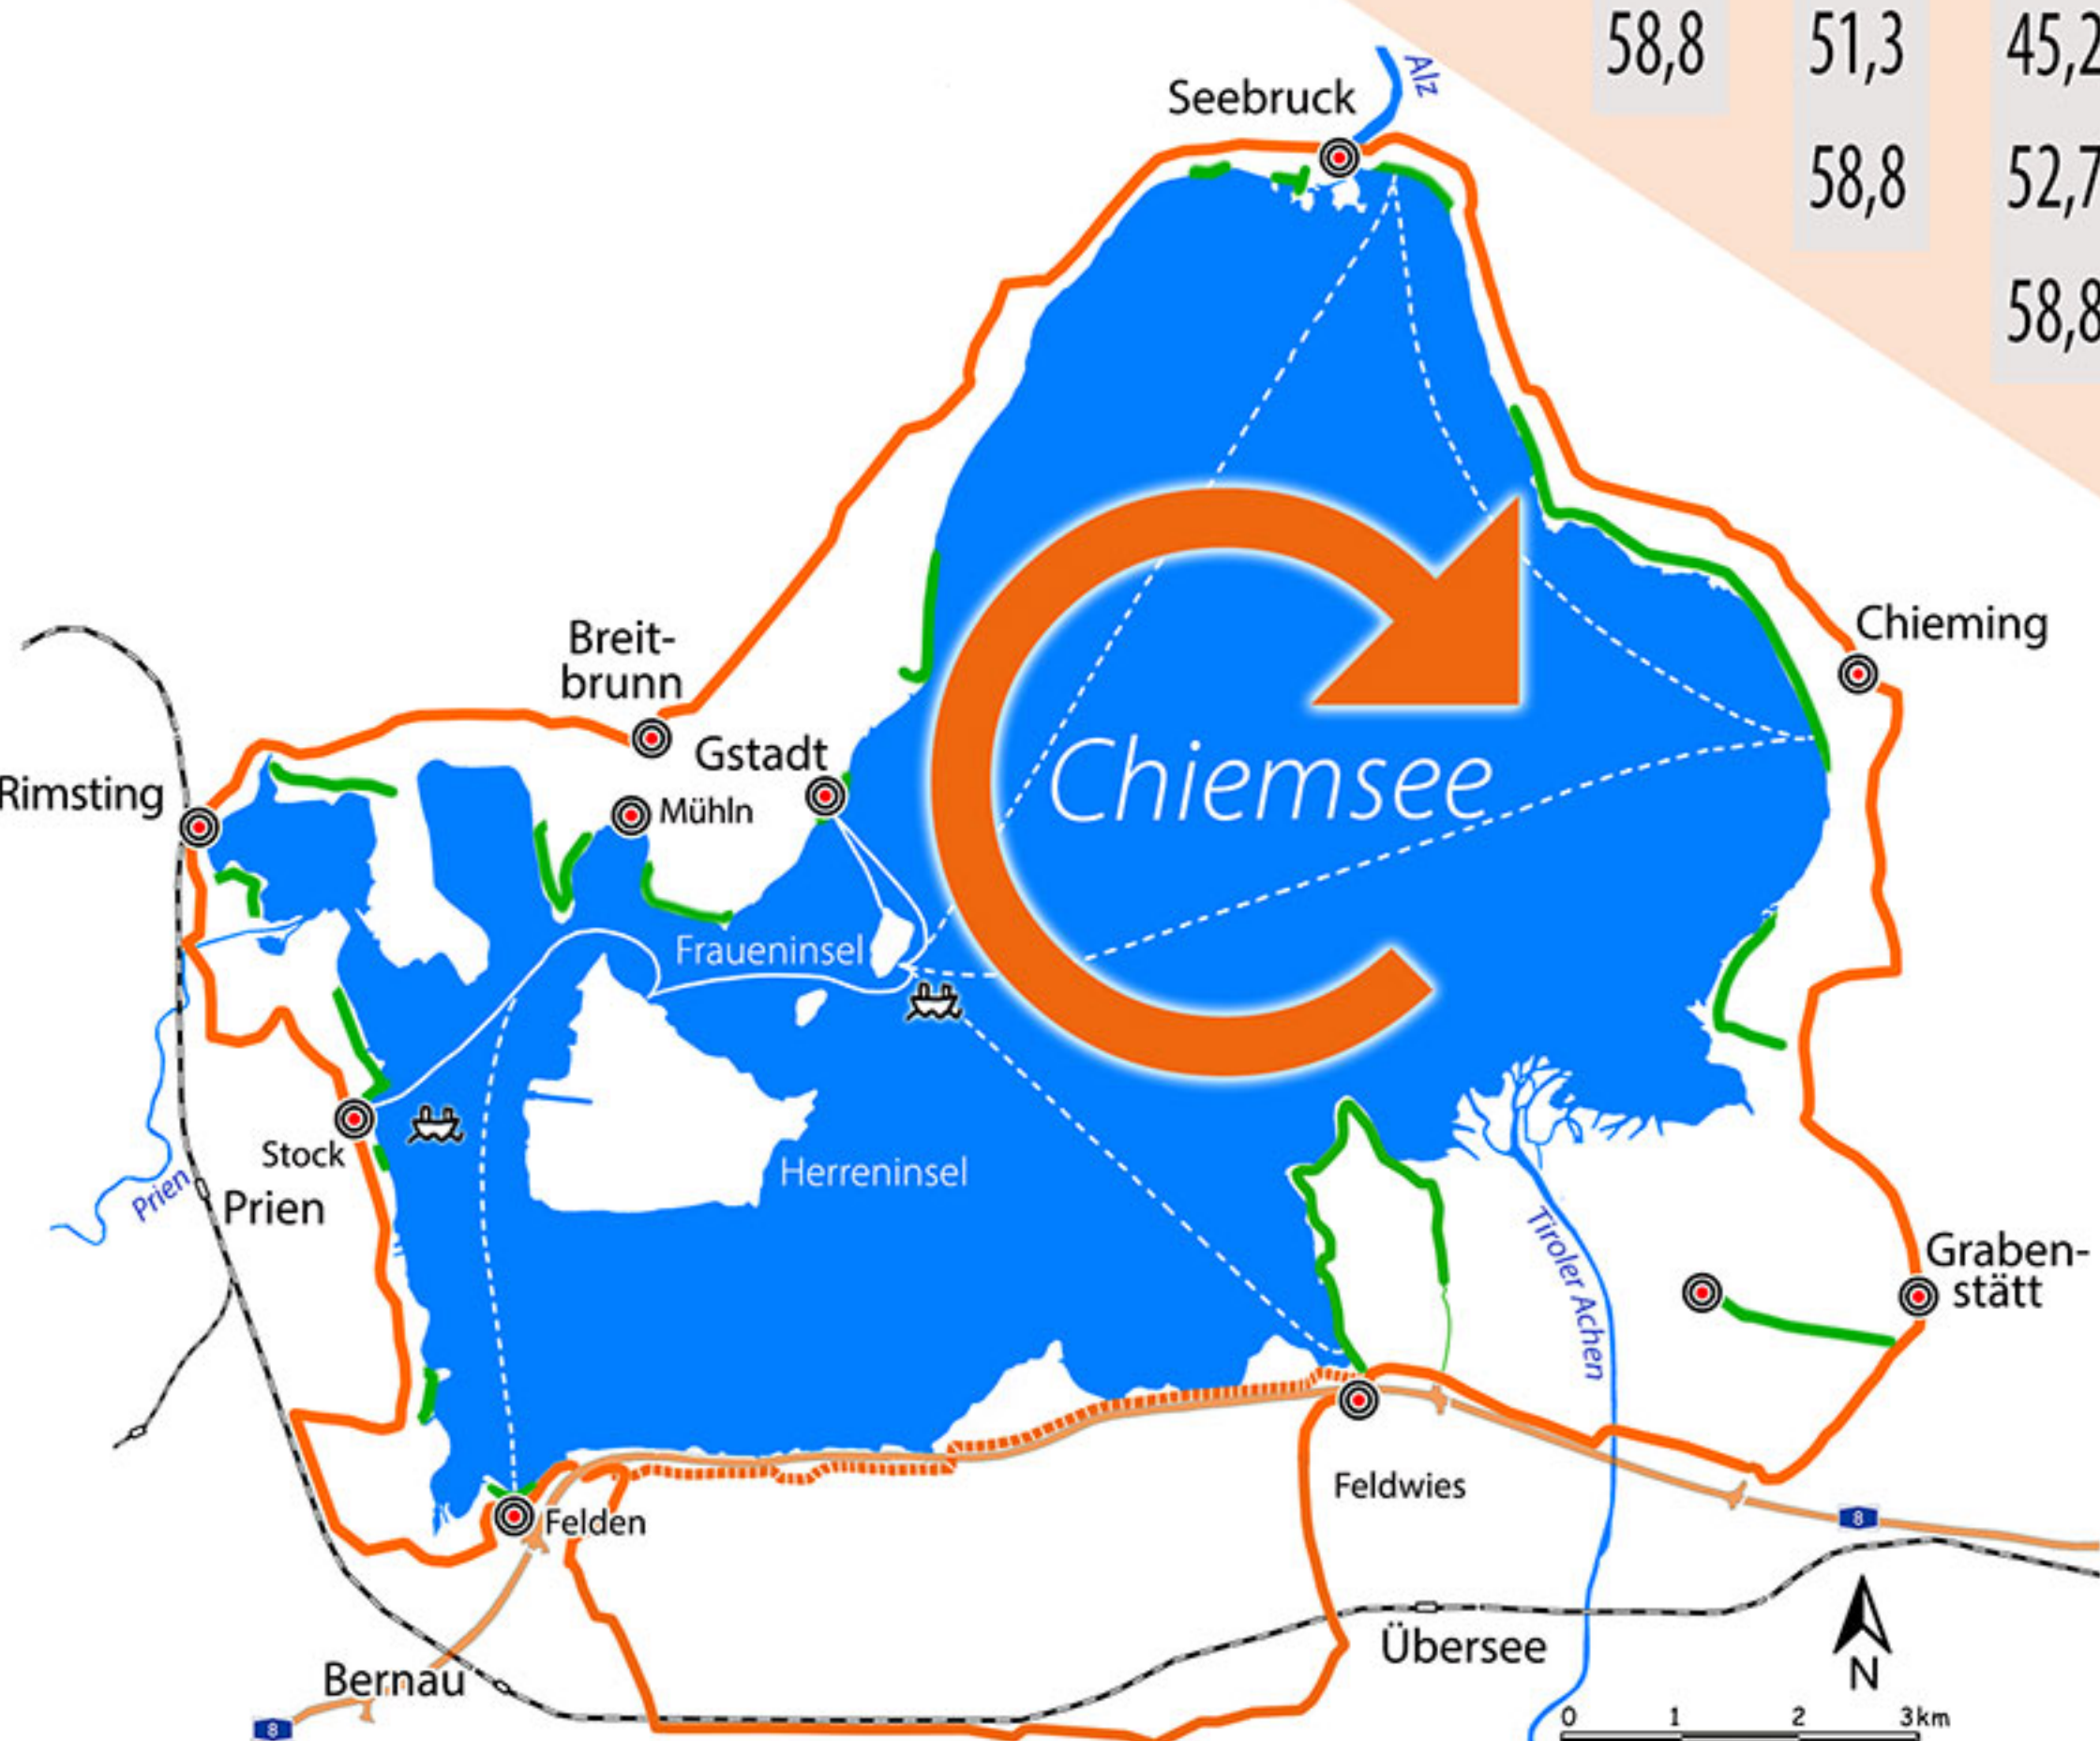 58,8 51,3 45,2
58,8 52,7
58,8
Alz
Seebruck
Chieming
Breit-
brunn
Gstadt
Mühln
Rimsting
Chiemsee
Fraueninsel
Herreninsel
Stock
Prien
Prien
Tiroler Achen
Graben-
stätt
Feldwies
Felden
8
Übersee
Bernau
8
N
0 1 2 3km